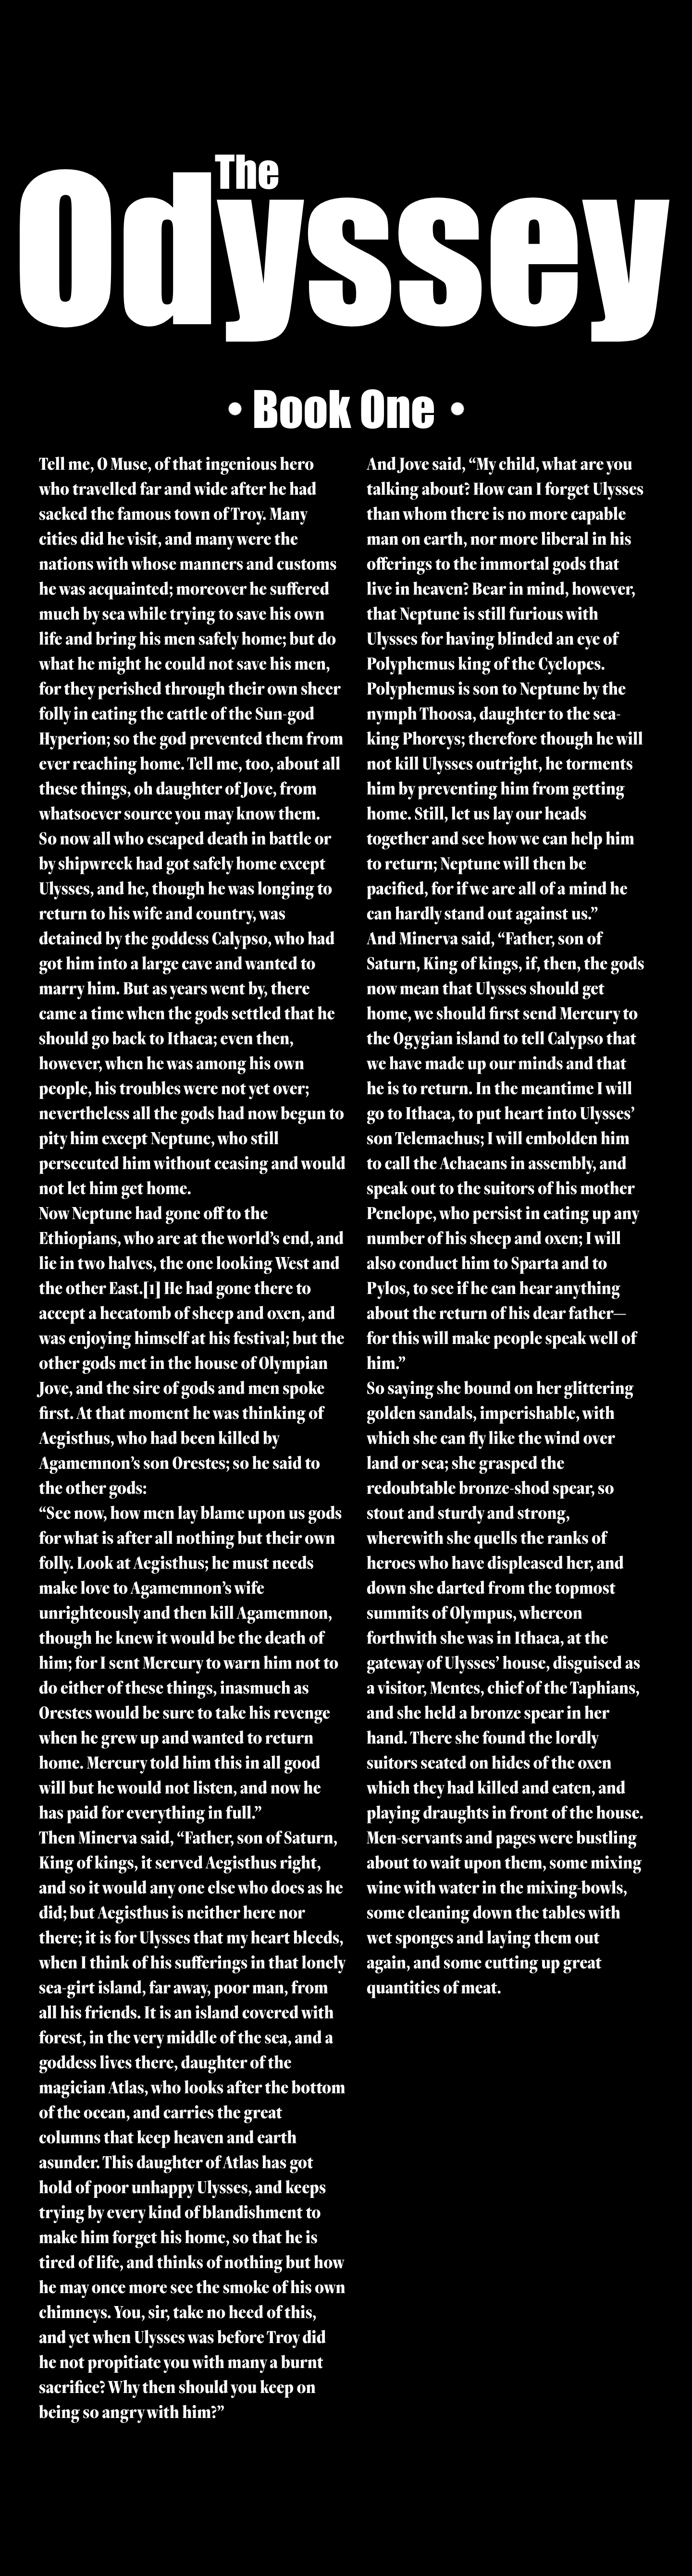 The
Odyssey
• Book One •
Tell me, O Muse, of that ingenious hero
who travelled far and wide after he had
sacked the famous town of Troy. Many
cities did he visit, and many were the
nations with whose manners and customs
he was acquainted; moreover he suffered
much by sea while trying to save his own
life and bring his men safely home; but do
what he might he could not save his men,
for they perished through their own sheer
folly in eating the cattle of the Sun-god
Hyperion; so the god prevented them from
ever reaching home. Tell me, too, about all
these things, oh daughter of Jove, from
whatsoever source you may know them.
So now all who escaped death in battle or
by shipwreck had got safely home except
Ulysses, and he, though he was longing to
return to his wife and country, was
detained by the goddess Calypso, who had
got him into a large cave and wanted to
marry him. But as years went by, there
came a time when the gods settled that he
should go back to Ithaca; even then,
however, when he was among his own
people, his troubles were not yet over;
nevertheless all the gods had now begun to
pity him except Neptune, who still
persecuted him without ceasing and would
not let him get home.
Now Neptune had gone off to the
Ethiopians, who are at the world’s end, and
lie in two halves, the one looking West and
the other East.[1] He had gone there to
accept a hecatomb of sheep and oxen, and
was enjoying himself at his festival; but the
other gods met in the house of Olympian
Jove, and the sire of gods and men spoke
first. At that moment he was thinking of
Aegisthus, who had been killed by
Agamemnon’s son Orestes; so he said to
the other gods:
“See now, how men lay blame upon us gods
for what is after all nothing but their own
folly. Look at Aegisthus; he must needs
make love to Agamemnon’s wife
unrighteously and then kill Agamemnon,
though he knew it would be the death of
him; for I sent Mercury to warn him not to
do either of these things, inasmuch as
Orestes would be sure to take his revenge
when he grew up and wanted to return
home. Mercury told him this in all good
will but he would not listen, and now he
has paid for everything in full.”
Then Minerva said, “Father, son of Saturn,
King of kings, it served Aegisthus right,
and so it would any one else who does as he
did; but Aegisthus is neither here nor
there; it is for Ulysses that my heart bleeds,
when I think of his sufferings in that lonely
sea-girt island, far away, poor man, from
all his friends. It is an island covered with
forest, in the very middle of the sea, and a
goddess lives there, daughter of the
magician Atlas, who looks after the bottom
of the ocean, and carries the great
columns that keep heaven and earth
asunder. This daughter of Atlas has got
hold of poor unhappy Ulysses, and keeps
trying by every kind of blandishment to
make him forget his home, so that he is
tired of life, and thinks of nothing but how
he may once more see the smoke of his own
chimneys. You, sir, take no heed of this,
and yet when Ulysses was before Troy did
he not propitiate you with many a burnt
sacrifice? Why then should you keep on
being so angry with him?”
And Jove said, “My child, what are you
talking about? How can I forget Ulysses
than whom there is no more capable
man on earth, nor more liberal in his
offerings to the immortal gods that
live in heaven? Bear in mind, however,
that Neptune is still furious with
Ulysses for having blinded an eye of
Polyphemus king of the Cyclopes.
Polyphemus is son to Neptune by the
nymph Thoosa, daughter to the sea-
king Phorcys; therefore though he will
not kill Ulysses outright, he torments
him by preventing him from getting
home. Still, let us lay our heads
together and see how we can help him
to return; Neptune will then be
pacified, for if we are all of a mind he
can hardly stand out against us.”
And Minerva said, “Father, son of
Saturn, King of kings, if, then, the gods
now mean that Ulysses should get
home, we should first send Mercury to
the Ogygian island to tell Calypso that
we have made up our minds and that
he is to return. In the meantime I will
go to Ithaca, to put heart into Ulysses’
son Telemachus; I will embolden him
to call the Achaeans in assembly, and
speak out to the suitors of his mother
Penelope, who persist in eating up any
number of his sheep and oxen; I will
also conduct him to Sparta and to
Pylos, to see if he can hear anything
about the return of his dear father—
for this will make people speak well of
him.”
So saying she bound on her glittering
golden sandals, imperishable, with
which she can fly like the wind over
land or sea; she grasped the
redoubtable bronze-shod spear, so
stout and sturdy and strong,
wherewith she quells the ranks of
heroes who have displeased her, and
down she darted from the topmost
summits of Olympus, whereon
forthwith she was in Ithaca, at the
gateway of Ulysses’ house, disguised as
a visitor, Mentes, chief of the Taphians,
and she held a bronze spear in her
hand. There she found the lordly
suitors seated on hides of the oxen
which they had killed and eaten, and
playing draughts in front of the house.
Men-servants and pages were bustling
about to wait upon them, some mixing
wine with water in the mixing-bowls,
some cleaning down the tables with
wet sponges and laying them out
again, and some cutting up great
quantities of meat.